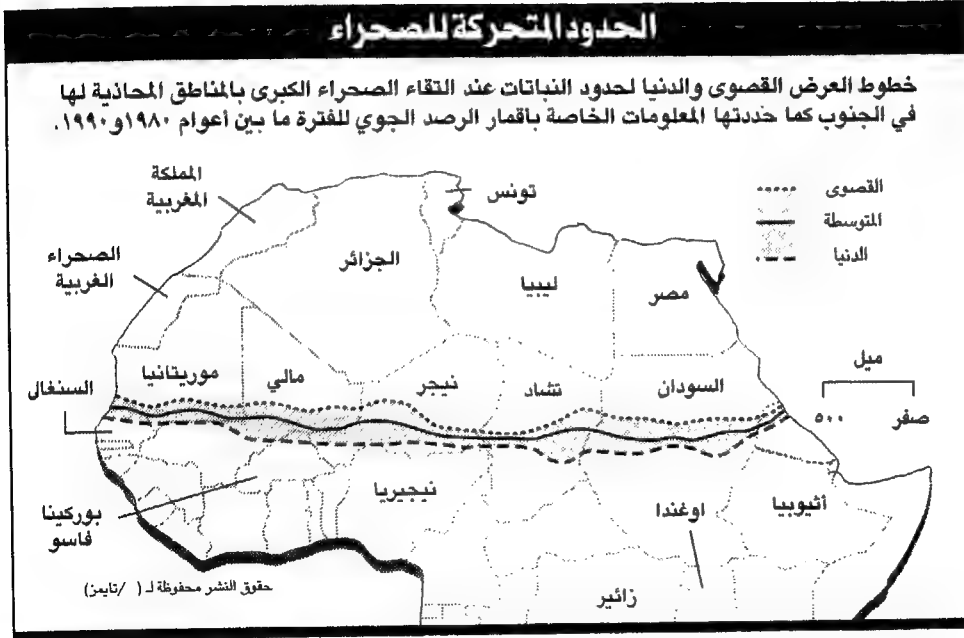 الحدود المتحركة للصحراء
خطوط العرض القصوى والدنيا لحدود النباتات عند التقاء الصحراء الكبرى بالمناطق المحاذية لها
في الجنوب كما حددتها المعلومات الخاصة باقمار الرصد الجوي للفترة ما بين أعوام ١٩٨٠ و١٩٩٠.
القصوى
المتوسطة
الدنيا
تونس
المملكة
المغربية
الصحراء
الغربية
الجزائر
ليبيا
مصر
ميل
صفر
٥٠٠
السودان
تشاد
نيجر
مالي
موريتانيا
السنغال
نيجيريا
بوركينا
فاسو
اوغندا
أثيوبيا
زائير
حقوق النشر محفوظة لـ ( /تايمز)